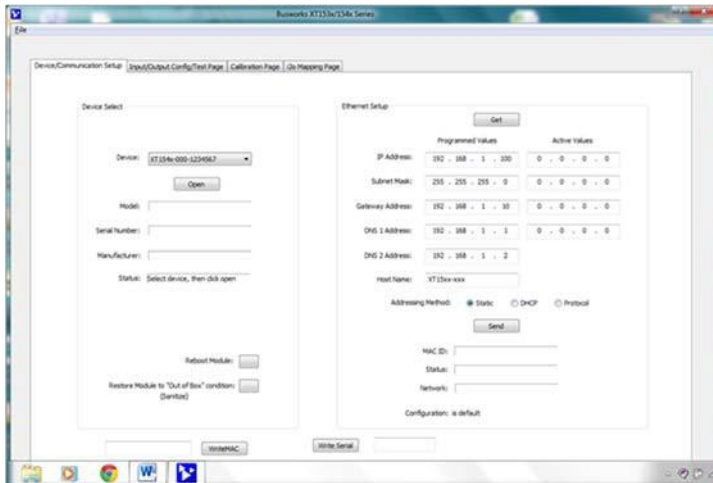 Busworks XT153x/154x Series
File
Device/Communication Setup Input/Output Config/Test Page Calibration Page i2o Mapping Page
Device Select
Device: XT154x-000-1234567
Open
Model:
Serial Number:
Manufacturer:
Status: Select device, then click open
Reboot Module:
Restore Module to "Out of Box" condition:
(Sanitize)
WriteMAC
Write Serial
Ethernet Setup
Get
Programmed Values Active Values
IP Address: 192 . 168 . 1 . 100 0 . 0 . 0 . 0
Subnet Mask: 255 . 255 . 255 . 0 0 . 0 . 0 . 0
Gateway Address: 192 . 168 . 1 . 10 0 . 0 . 0 . 0
DNS 1 Address: 192 . 168 . 1 . 1 0 . 0 . 0 . 0
DNS 2 Address: 192 . 168 . 1 . 2
Host Name: XT15xx-xxx
Addressing Method: Static DHCP Protocol
Send
MAC ID:
Status:
Network:
Configuration: is default